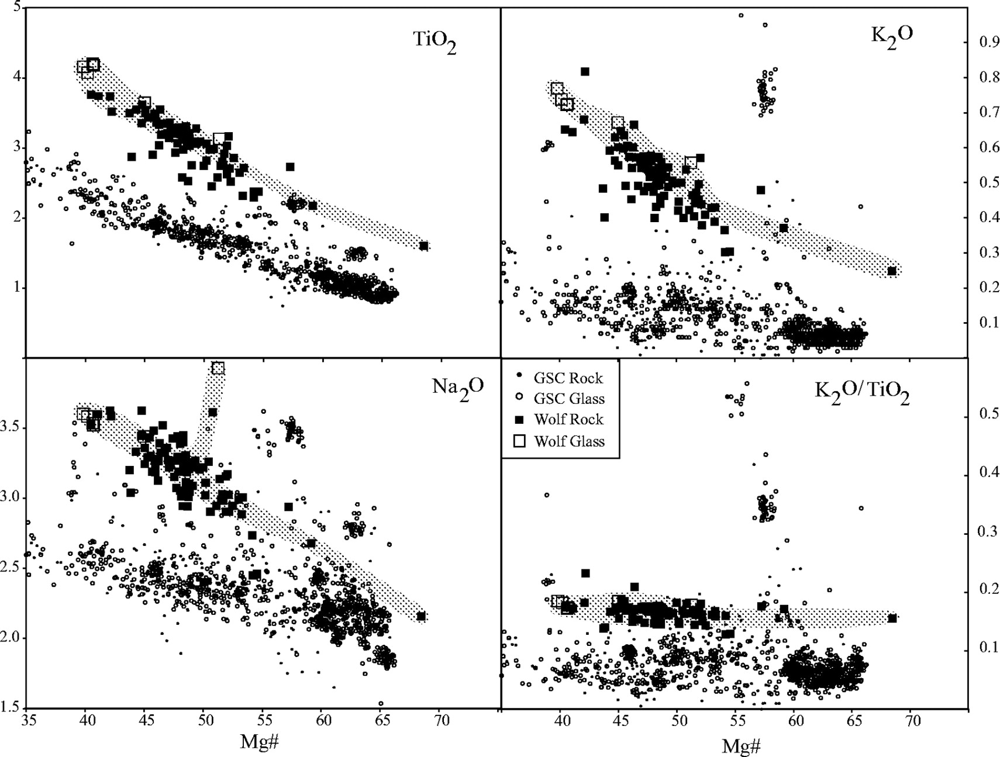 5
4
3
2
1
TiO2
K2O
0.9
0.8
0.7
0.6
0.5
0.4
0.3
0.2
0.1
3.5
3.0
2.5
2.0
1.5
Na2O
GSC Rock
GSC Glass
Wolf Rock
Wolf Glass
K2O/TiO2
0.5
0.4
0.3
0.2
0.1
35 40 45 50 55 60 65 70
40 45 50 55 60 65 70
Mg#
Mg#